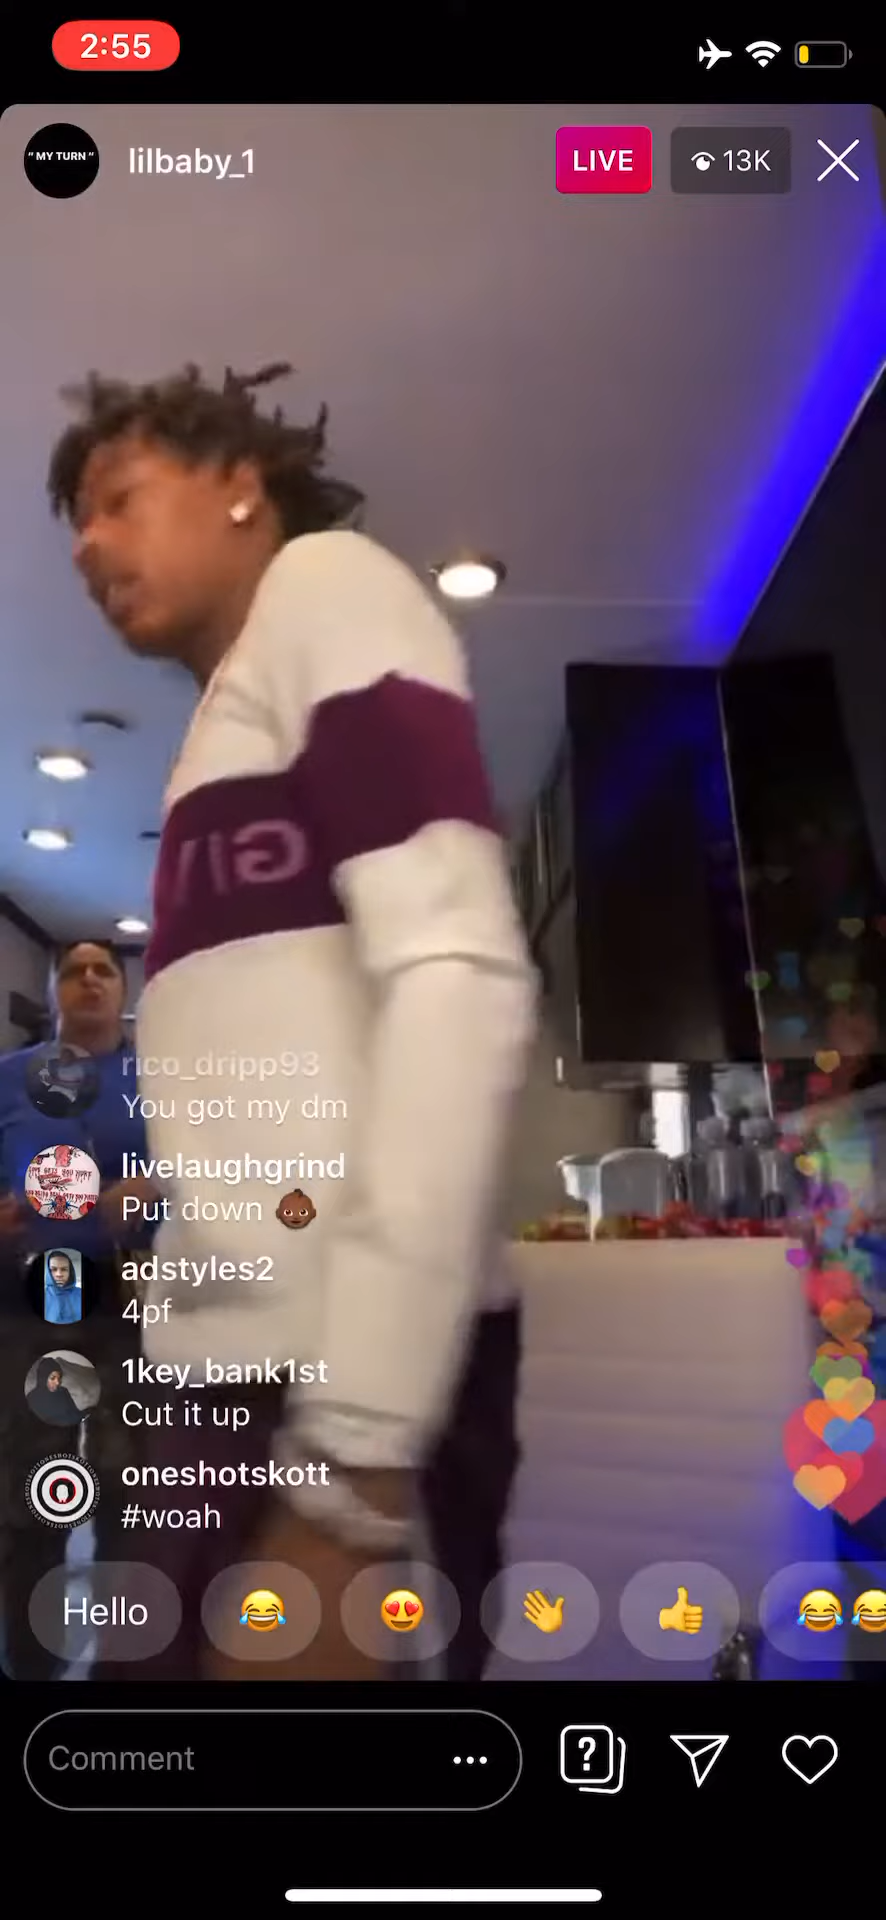 2:55
"MY TURN"
lilbaby_1
LIVE
13K
GIV
rico_dripp93
You got my dm
livelaughgrind
Put down 👶🏾
adstyles2
4pf
1key_bank1st
Cut it up
oneshotskott
#woah
Hello 😂 😍 👋 👍 😂😂
Comment